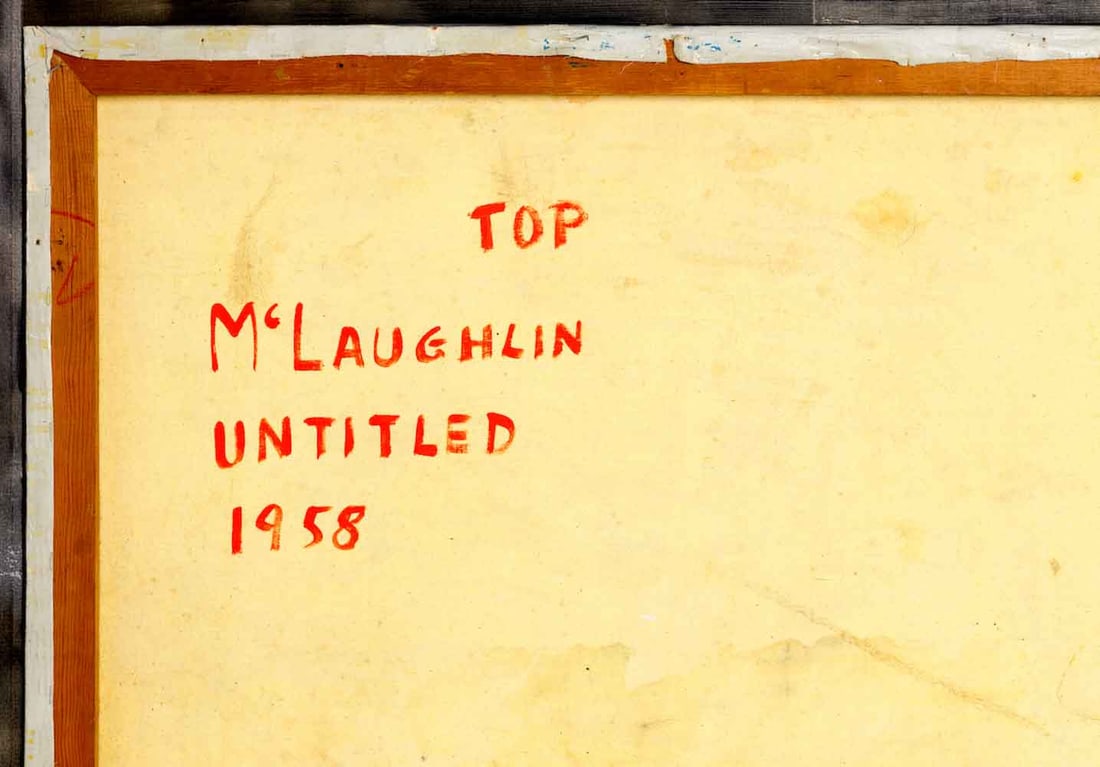 TOP
McLAUGHLIN
UNTITLED
1958